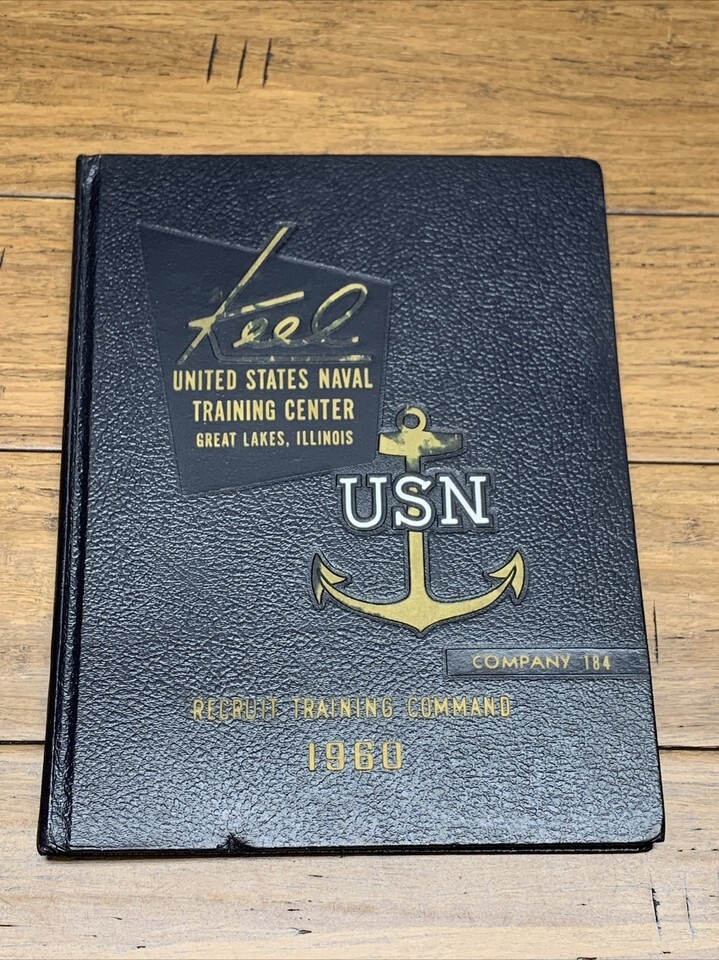 Keel
UNITED STATES NAVAL
TRAINING CENTER
GREAT LAKES, ILLINOIS
USN
COMPANY 184
RECRUIT TRAINING COMMAND
1960